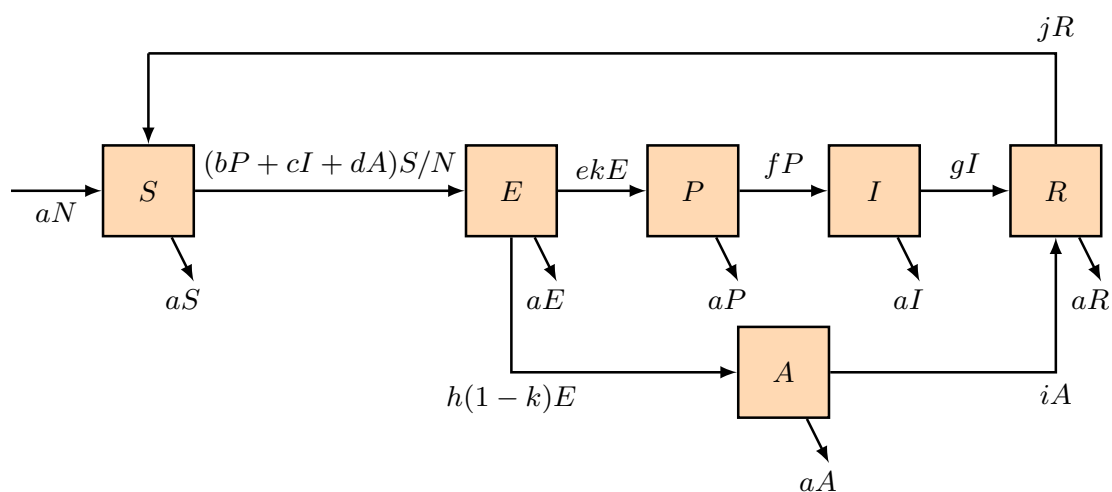 jR
(bP + cI + dA)S/N
ekE
fP
gI
S
E
P
I
R
aN
aS
aE
aP
aI
aR
A
h(1 − k)E
iA
aA